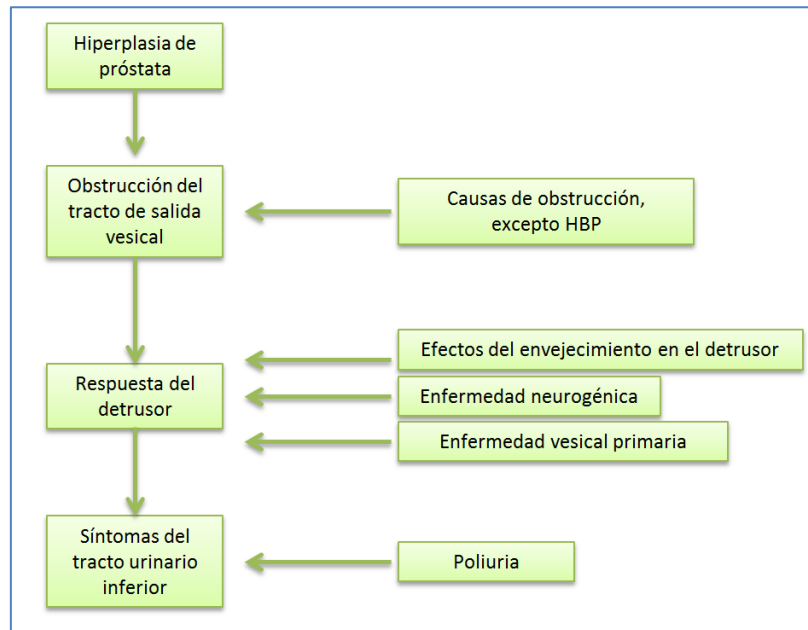 Hiperplasia de
próstata
Obstrucción del
tracto de salida
vesical
Causas de obstrucción,
excepto HBP
Efectos del envejecimiento en el detrusor
Respuesta del
detrusor
Enfermedad neurogénica
Enfermedad vesical primaria
Síntomas del
tracto urinario
inferior
Poliuria